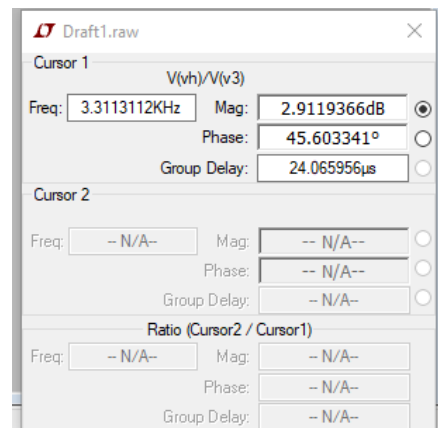 Draft1.raw
Cursor 1
V(vh)/V(v3)
Freq: 3.3113112KHz Mag: 2.9119366dB
Phase: 45.603341º
Group Delay: 24.065956µs
Cursor 2
Freq: -- N/A-- Mag: -- N/A--
Phase: -- N/A--
Group Delay: -- N/A--
Ratio (Cursor2 / Cursor1)
Freq: -- N/A-- Mag: -- N/A--
Phase: -- N/A--
Group Delay: -- N/A--